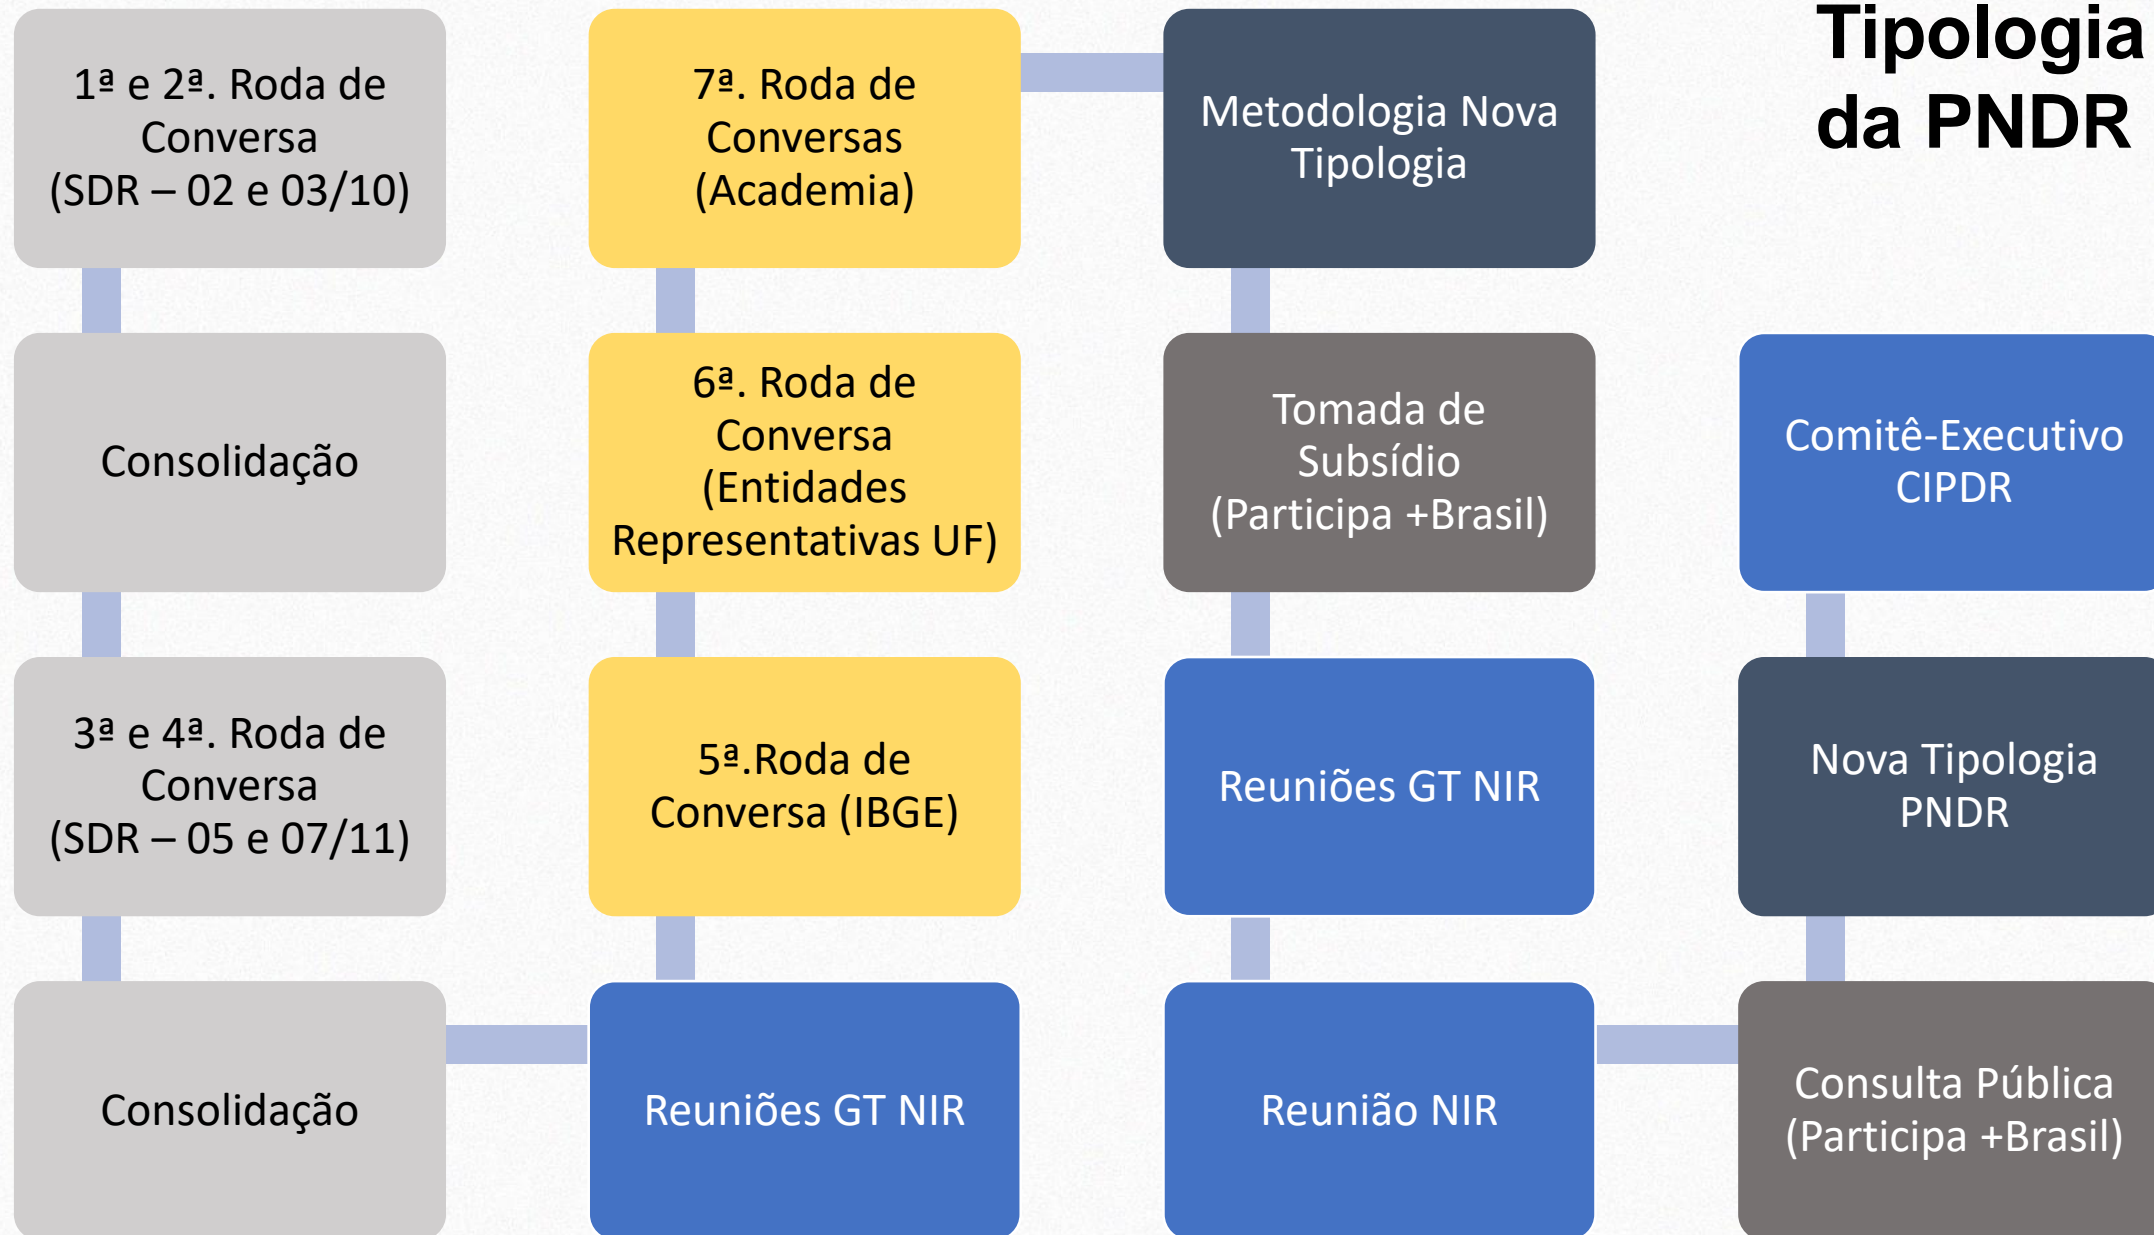 Tipologia
da PNDR
1ª e 2ª. Roda de
Conversa
(SDR – 02 e 03/10)
Consolidação
3ª e 4ª. Roda de
Conversa
(SDR – 05 e 07/11)
Consolidação
Reuniões GT NIR
5ª.Roda de
Conversa (IBGE)
6ª. Roda de
Conversa
(Entidades
Representativas UF)
7ª. Roda de
Conversas
(Academia)
Metodologia Nova
Tipologia
Tomada de
Subsídio
(Participa +Brasil)
Reuniões GT NIR
Reunião NIR
Consulta Pública
(Participa +Brasil)
Nova Tipologia
PNDR
Comitê-Executivo
CIPDR